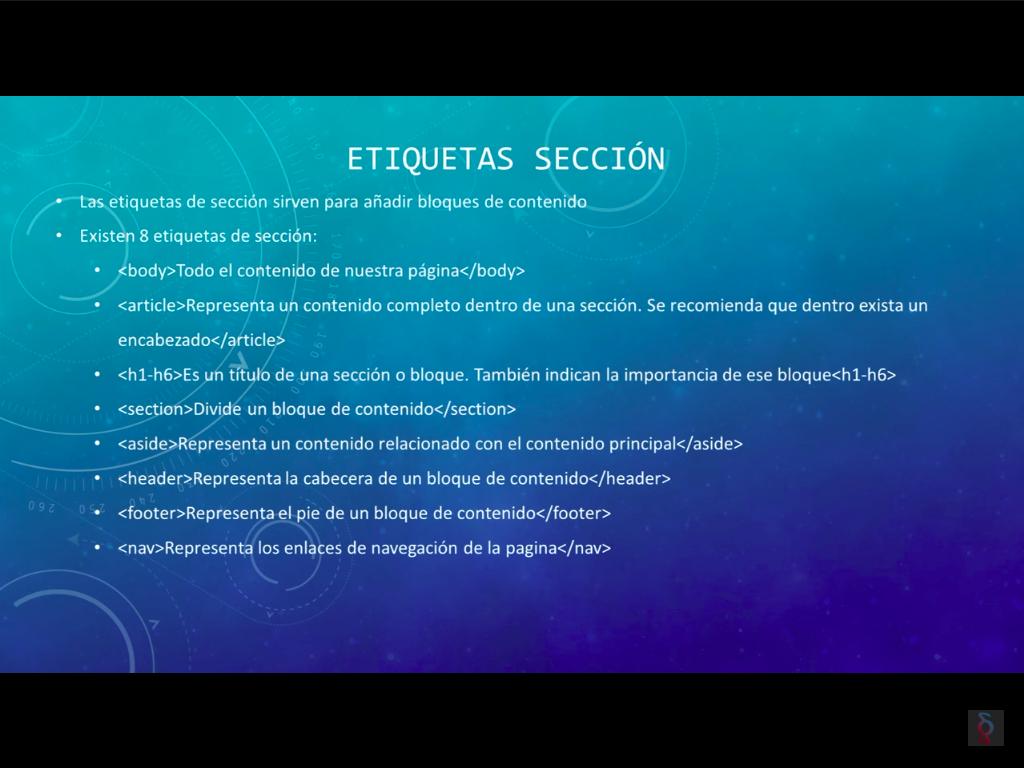 ETIQUETAS SECCIÓN
• Las etiquetas de sección sirven para añadir bloques de contenido
• Existen 8 etiquetas de sección:
• <body>Todo el contenido de nuestra página</body>
• <article>Representa un contenido completo dentro de una sección. Se recomienda que dentro exista un
encabezado</article>
• <h1-h6>Es un título de una sección o bloque. También indican la importancia de ese bloque<h1-h6>
• <section>Divide un bloque de contenido</section>
• <aside>Representa un contenido relacionado con el contenido principal</aside>
• <header>Representa la cabecera de un bloque de contenido</header>
• <footer>Representa el pie de un bloque de contenido</footer>
• <nav>Representa los enlaces de navegación de la pagina</nav>